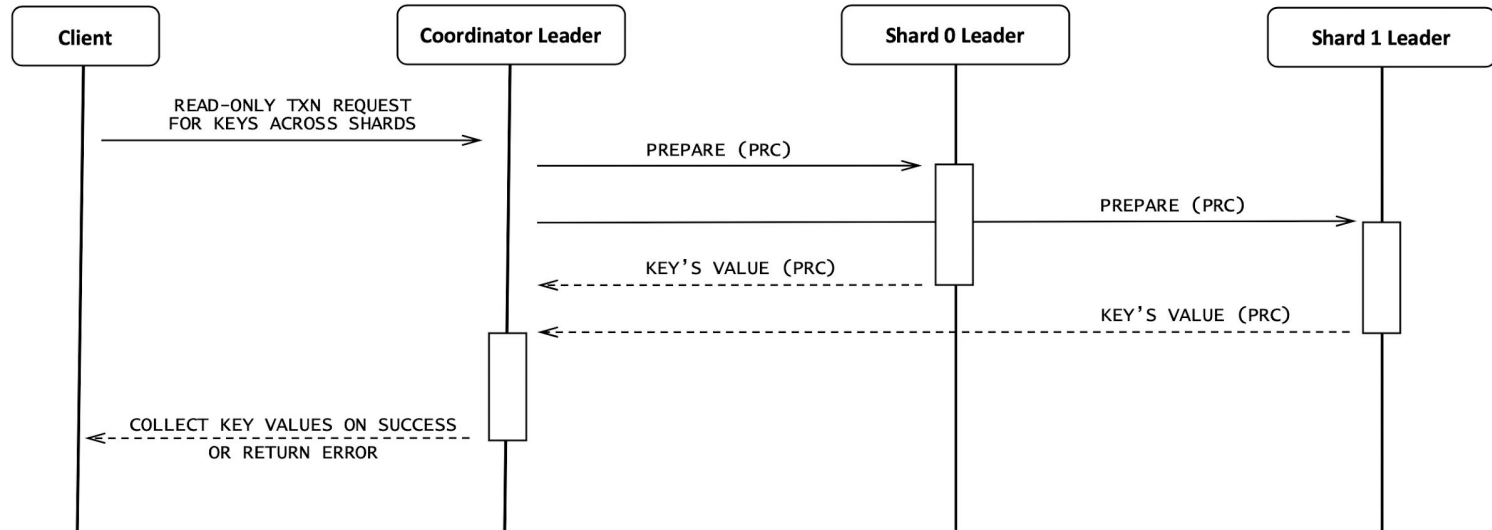 Client
Coordinator Leader
Shard 0 Leader
Shard 1 Leader
READ-ONLY TXN REQUEST
FOR KEYS ACROSS SHARDS
PREPARE (PRC)
PREPARE (PRC)
KEY'S VALUE (PRC)
KEY'S VALUE (PRC)
COLLECT KEY VALUES ON SUCCESS
OR RETURN ERROR